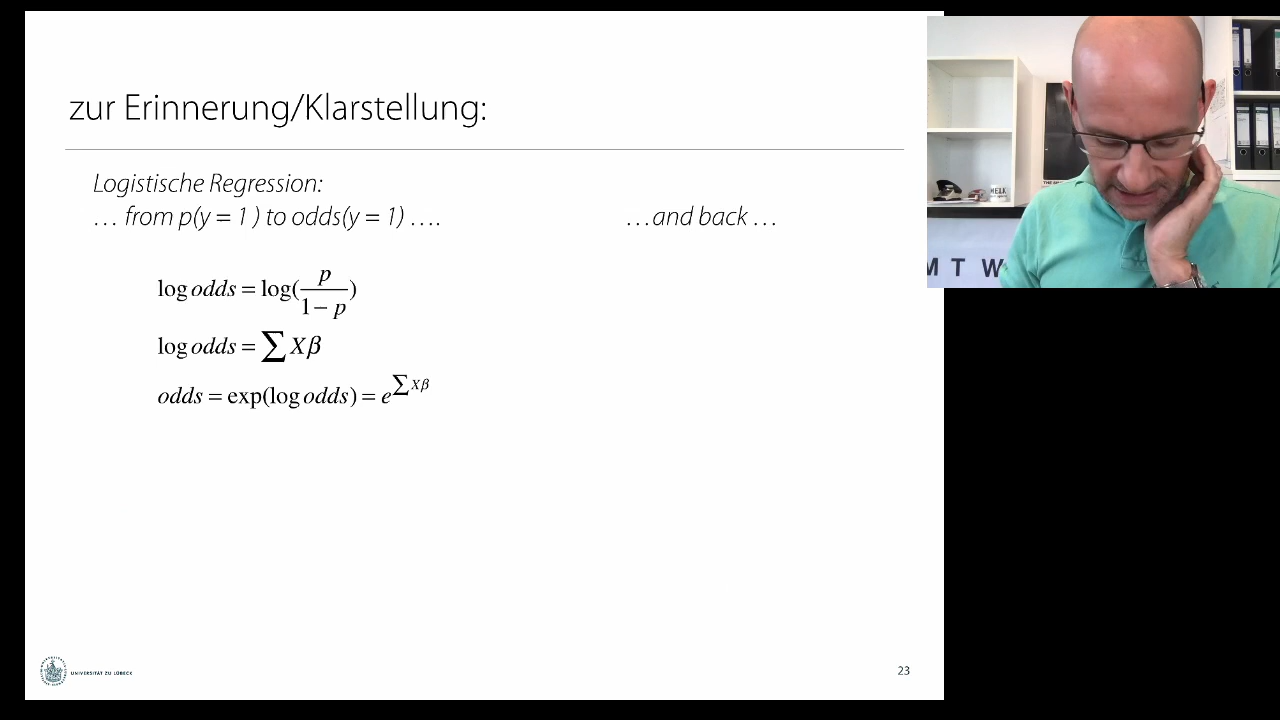 zur Erinnerung/Klarstellung:
Logistische Regression:
… from p(y = 1 ) to odds(y = 1) ….
…and back …
log odds = log(p/(1 − p))
log odds = ∑ Xβ
odds = exp(log odds) = e^∑ Xβ
UNIVERSITÄT ZU LÜBECK
23
M T W